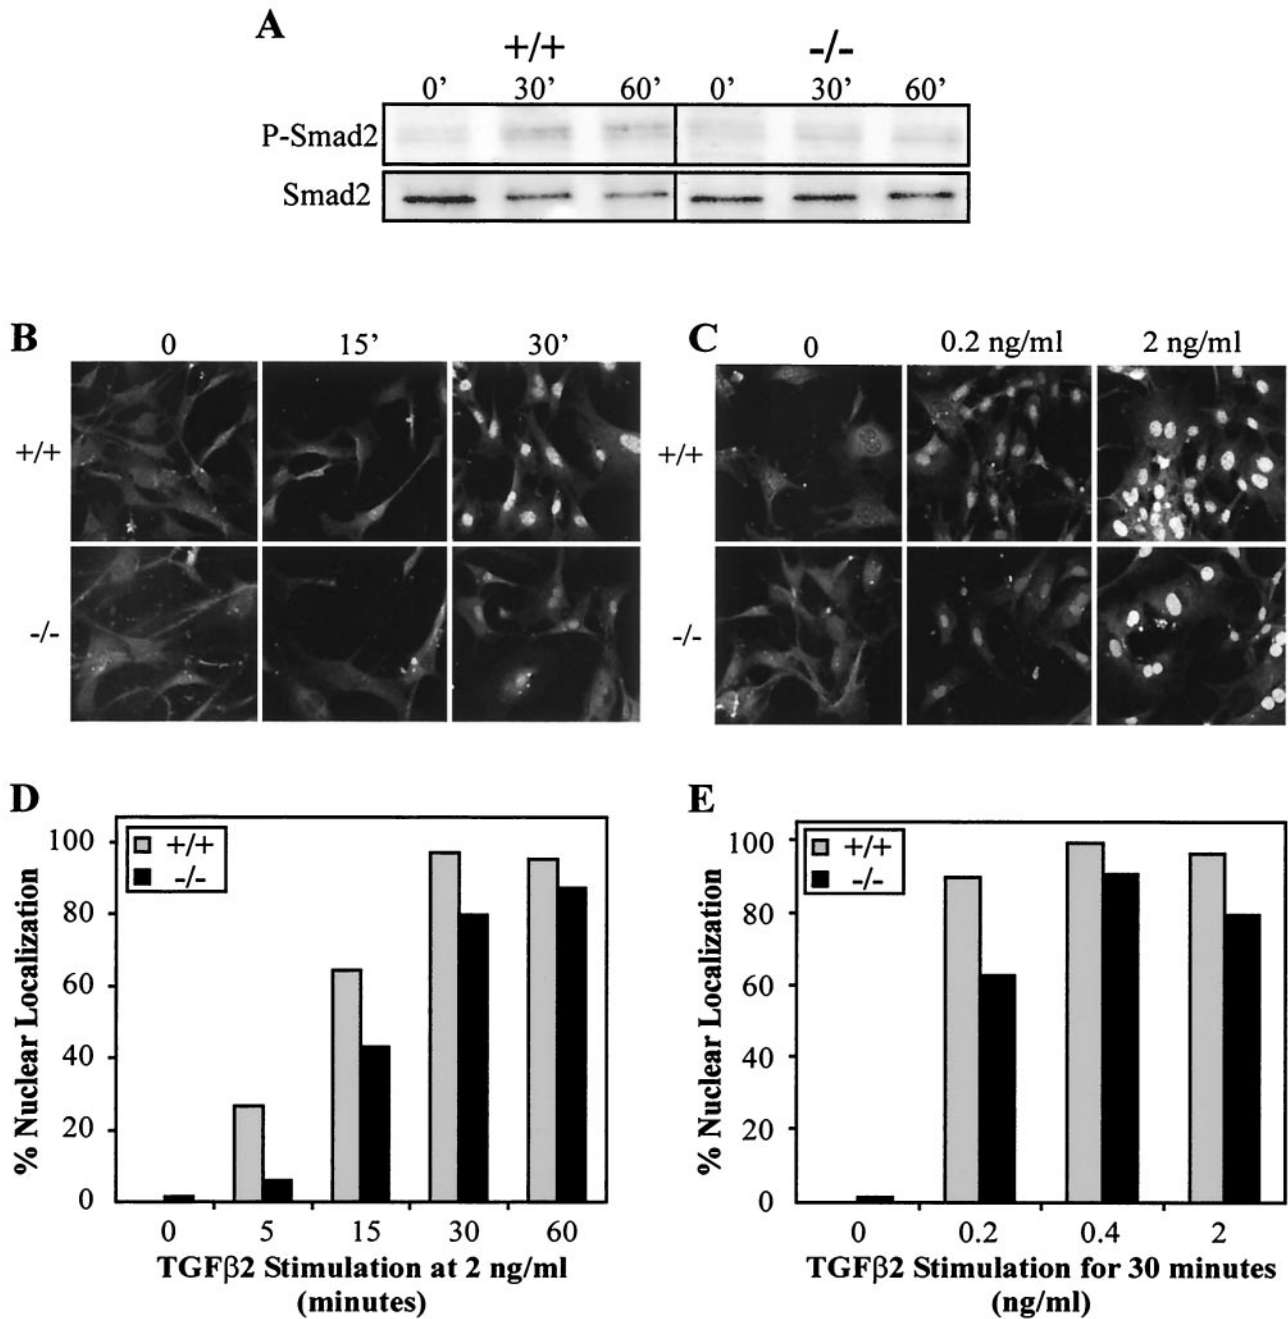 A
+/+ -/-
0’ 30’ 60’ 0’ 30’ 60’
P-Smad2
Smad2
B
0 15’ 30’
+/+
-/-
C
0 0.2 ng/ml 2 ng/ml
+/+
-/-
D
% Nuclear Localization
100
80
60
40
20
0
+/+
-/-
0 5 15 30 60
TGFβ2 Stimulation at 2 ng/ml
(minutes)
E
% Nuclear Localization
100
80
60
40
20
0
+/+
-/-
0 0.2 0.4 2
TGFβ2 Stimulation for 30 minutes
(ng/ml)